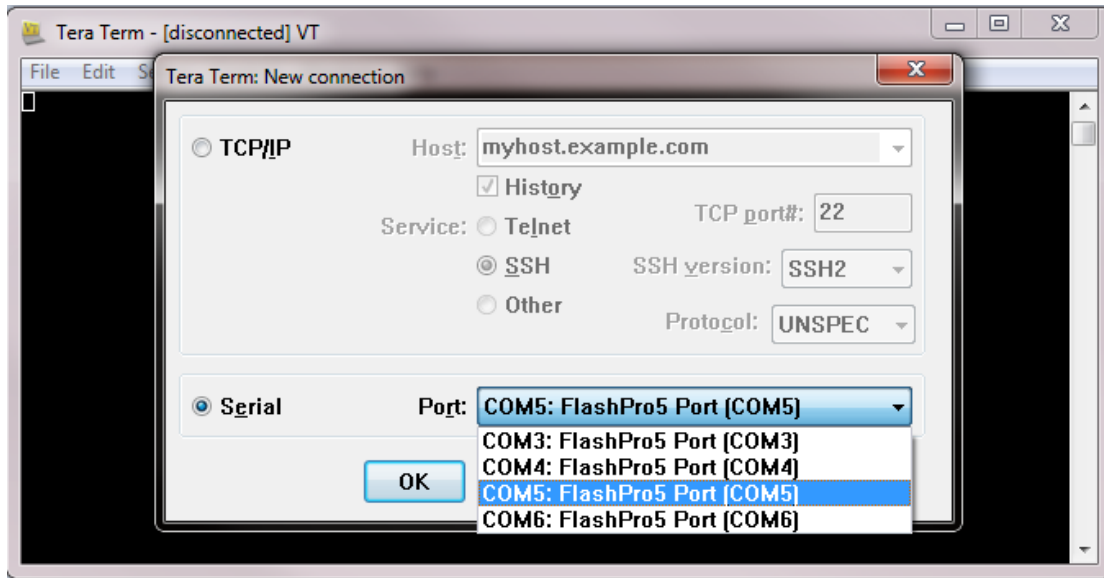 Tera Term - [disconnected] VT
File Edit Se
Tera Term: New connection
TCP/IP
Host: myhost.example.com
History
Service: Telnet
TCP port#: 22
SSH
SSH version: SSH2
Other
Protocol: UNSPEC
Serial
Port: COM5: FlashPro5 Port (COM5)
COM3: FlashPro5 Port (COM3)
COM4: FlashPro5 Port (COM4)
OK
COM5: FlashPro5 Port (COM5)
COM6: FlashPro5 Port (COM6)